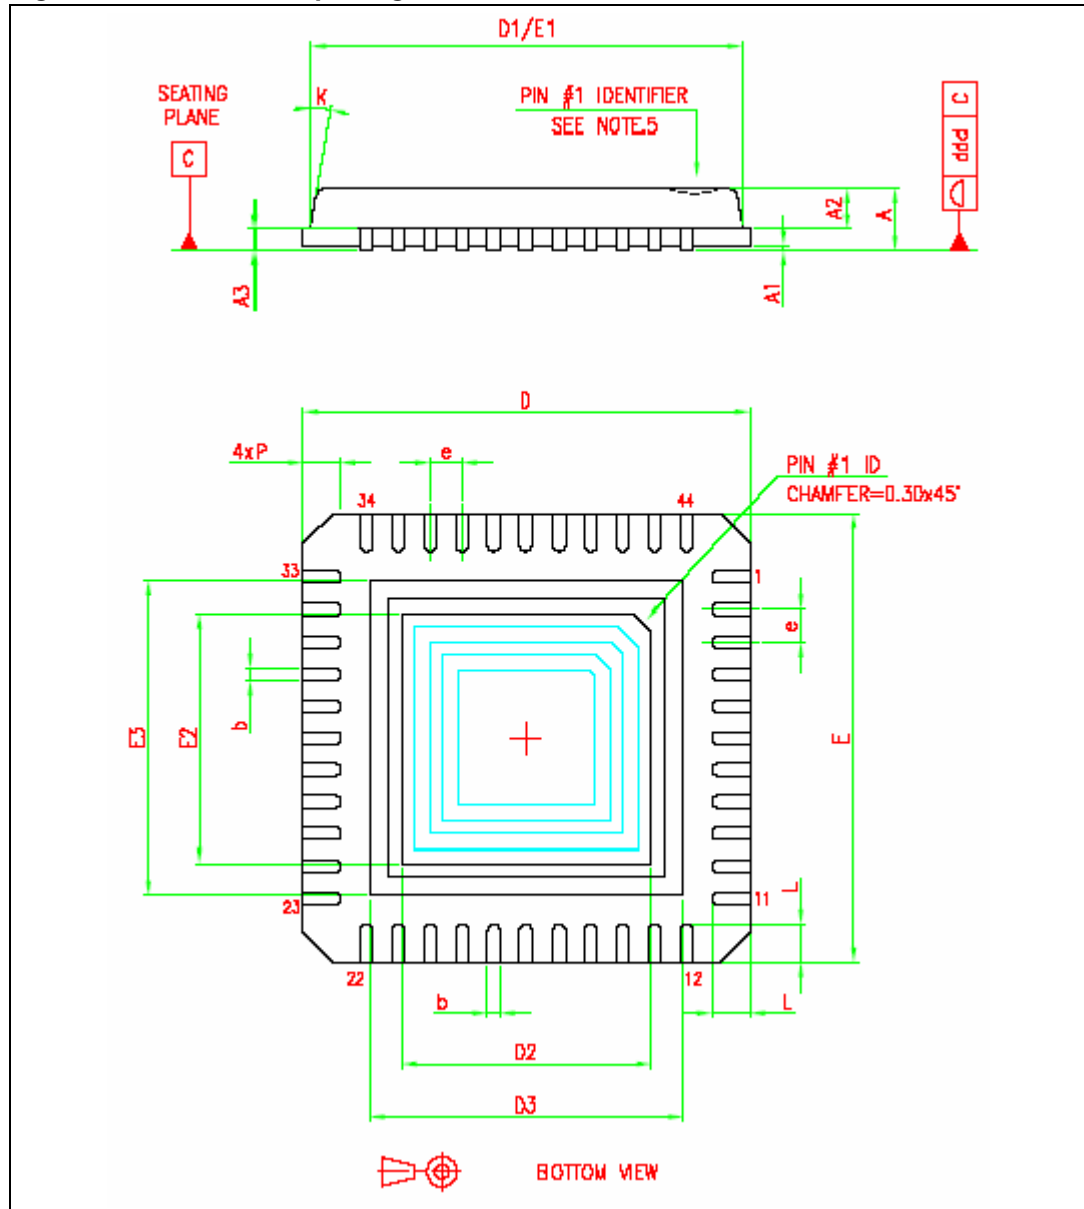 D1/E1
K
SEATING
PLANE
PIN #1 IDENTIFIER
SEE NOTE.5
C
ddd C
A2
A
A3
A1
D
4xP
e
PIN #1 ID
CHAMFER=0.30x45°
34
44
33
1
e
b
E3
E2
E
L
23
11
22
12
b
L
D2
D3
BOTTOM VIEW